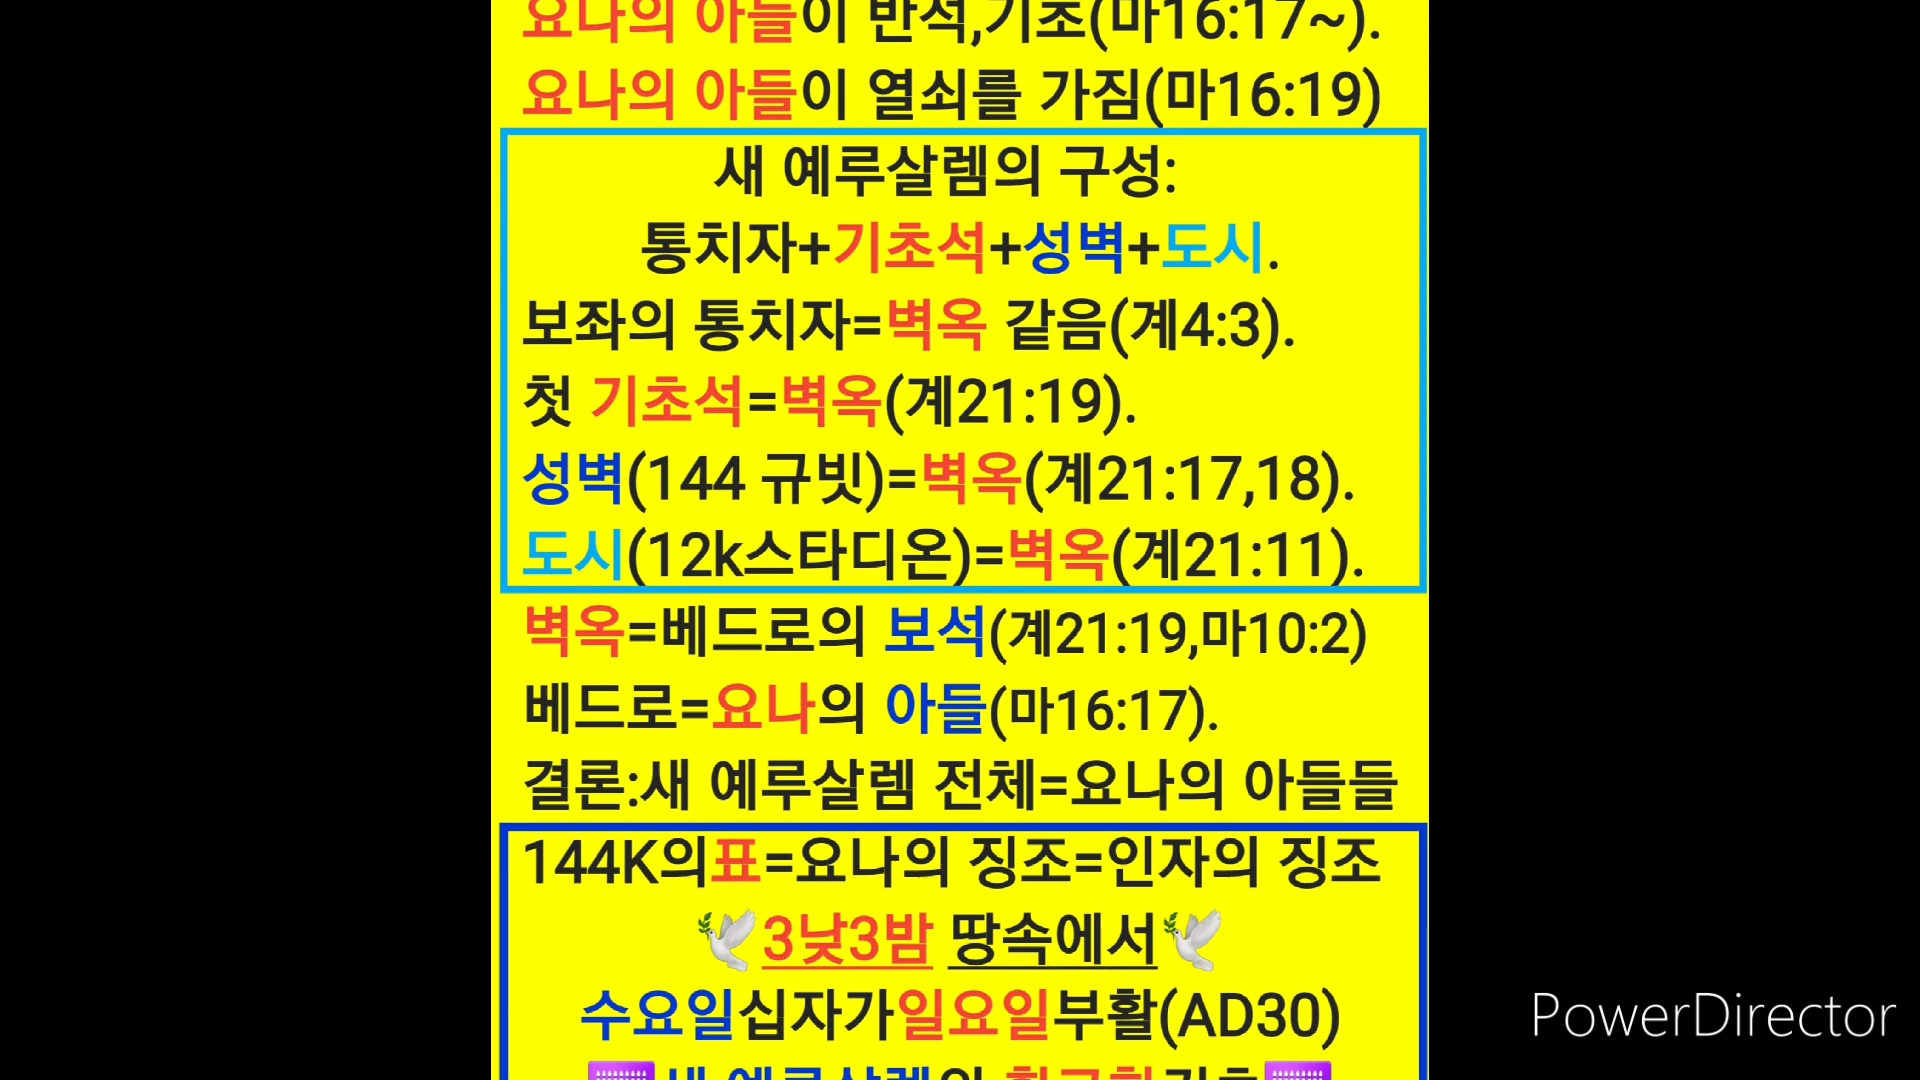 요나의 아들이 반석,기초(마16:17~).
요나의 아들이 열쇠를 가짐(마16:19)
새 예루살렘의 구성:
통치자+기초석+성벽+도시.
보좌의 통치자=벽옥 같음(계4:3).
첫 기초석=벽옥(계21:19).
성벽(144 규빗)=벽옥(계21:17,18).
도시(12k스타디온)=벽옥(계21:11).
벽옥=베드로의 보석(계21:19,마10:2)
베드로=요나의 아들(마16:17).
결론:새 예루살렘 전체=요나의 아들들
144K의표=요나의 징조=인자의 징조
🕊3낮3밤 땅속에서🕊
수요일십자가일요일부활(AD30)
새 예루살렘의
PowerDirector